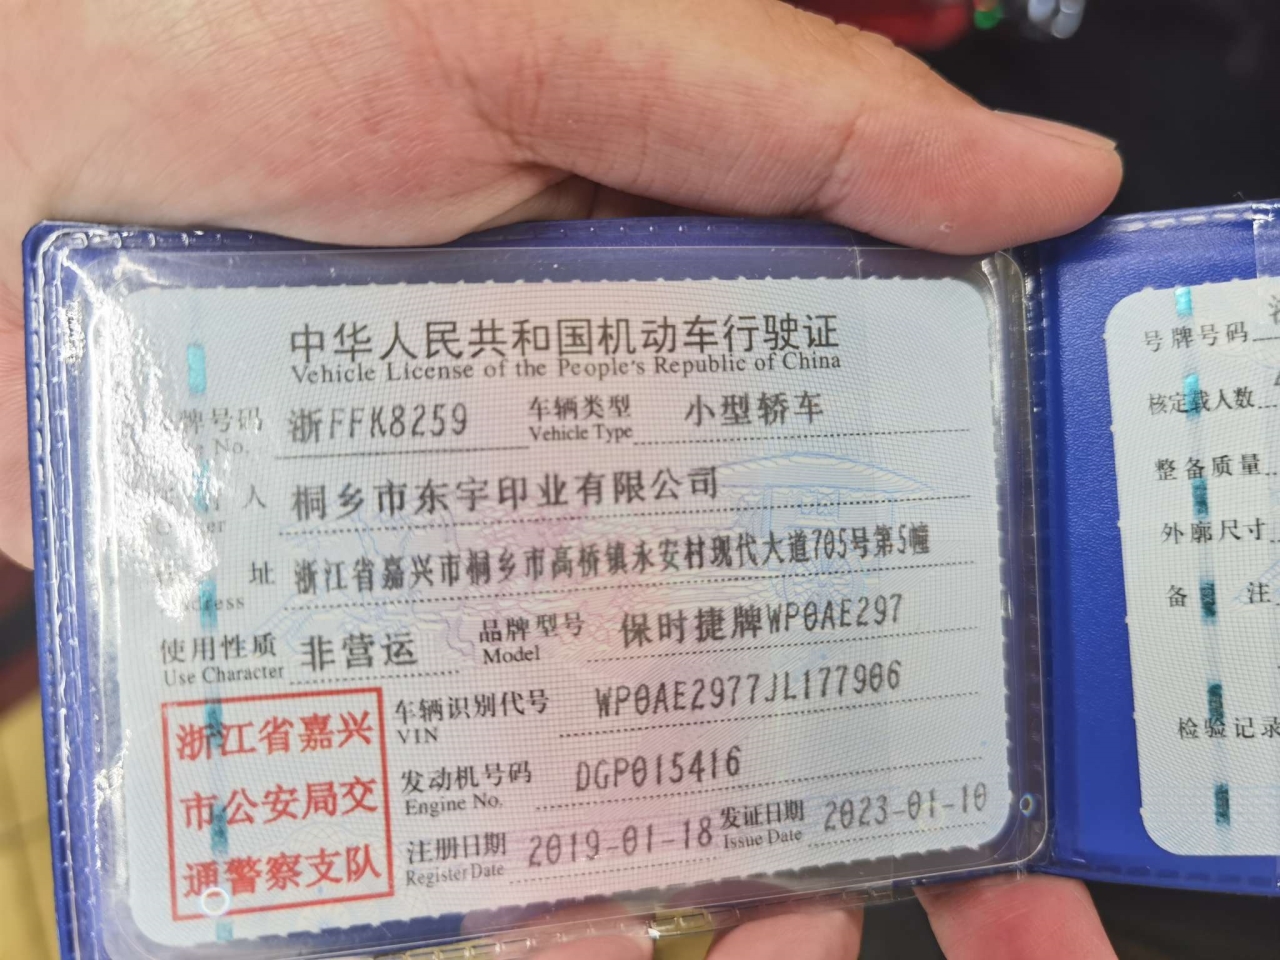 中华人民共和国机动车行驶证
Vehicle License of the People's Republic of China
牌号码 浙FFK8259 车辆类型 小型轿车
No. Vehicle Type
人 桐乡市东宇印业有限公司
址 浙江省嘉兴市桐乡市高桥镇永安村现代大道705号第5幢
使用性质 非营运 品牌型号 保时捷牌WP0AE297
Use Character Model
车辆识别代号 WP0AE2977JL177906
VIN
发动机号码 DGP015416
Engine No.
注册日期 2019-01-18 发证日期 2023-01-10
Register Date Issue Date
浙江省嘉兴
市公安局交
通警察支队
号牌号码
核定载人数
整备质量
外廓尺寸
备 注
检验记录